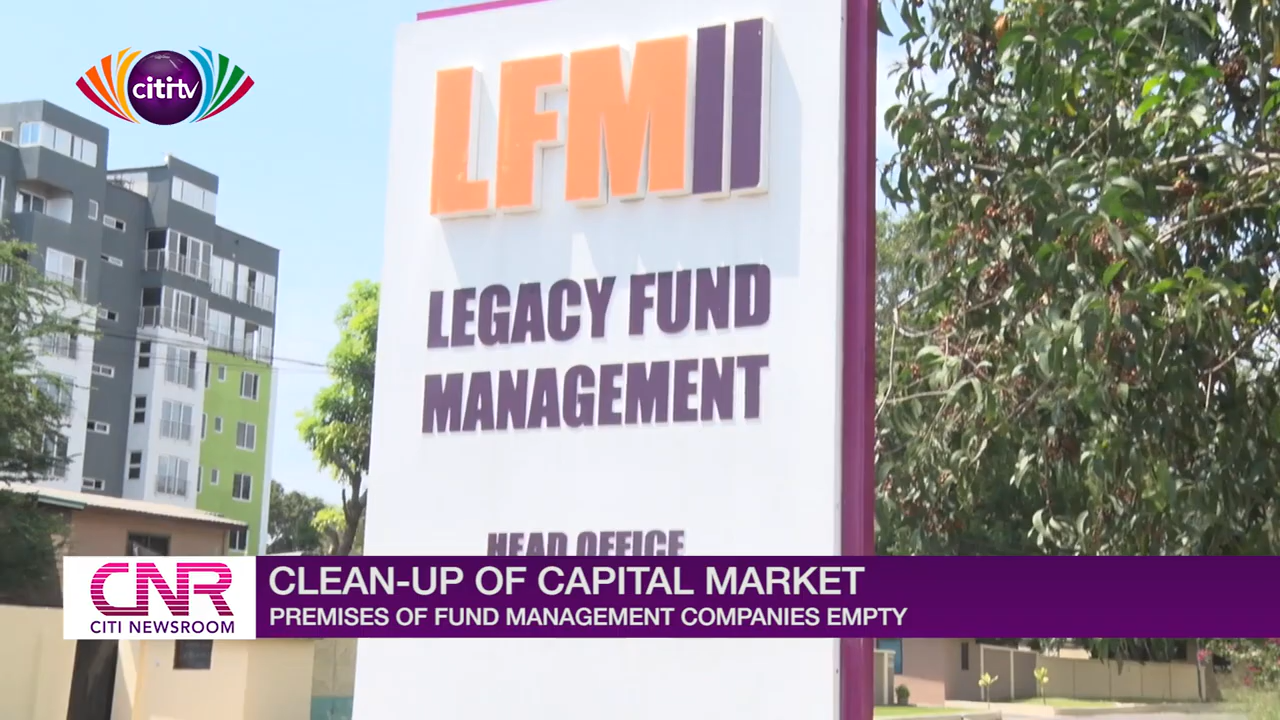 citi tv
LFM
LEGACY FUND
MANAGEMENT
HEAD OFFICE
CNR
CITI NEWSROOM
CLEAN-UP OF CAPITAL MARKET
PREMISES OF FUND MANAGEMENT COMPANIES EMPTY